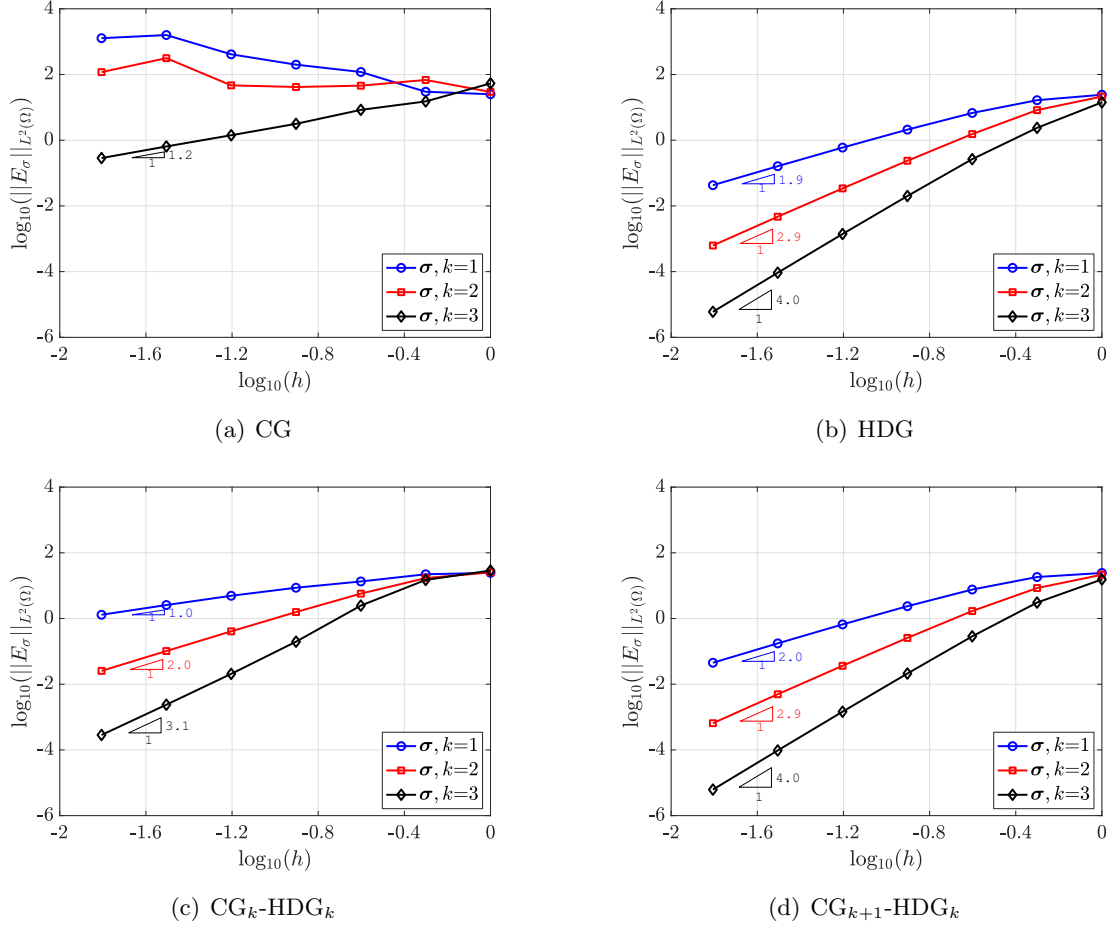 4
2
0
-2
-4
-6
-2
-1.6
-1.2
-0.8
-0.4
0
log₁₀(||E_σ||_{L²(Ω)})
log₁₀(h)
1.2
1
σ, k=1
σ, k=2
σ, k=3
(a) CG
4
2
0
-2
-4
-6
-2
-1.6
-1.2
-0.8
-0.4
0
log₁₀(||E_σ||_{L²(Ω)})
log₁₀(h)
1.9
1
2.9
1
4.0
1
σ, k=1
σ, k=2
σ, k=3
(b) HDG
4
2
0
-2
-4
-6
-2
-1.6
-1.2
-0.8
-0.4
0
log₁₀(||E_σ||_{L²(Ω)})
log₁₀(h)
1.0
1
2.0
1
3.1
1
σ, k=1
σ, k=2
σ, k=3
(c) CGₖ-HDGₖ
4
2
0
-2
-4
-6
-2
-1.6
-1.2
-0.8
-0.4
0
log₁₀(||E_σ||_{L²(Ω)})
log₁₀(h)
2.0
1
2.9
1
4.0
1
σ, k=1
σ, k=2
σ, k=3
(d) CGₖ₊₁-HDGₖ